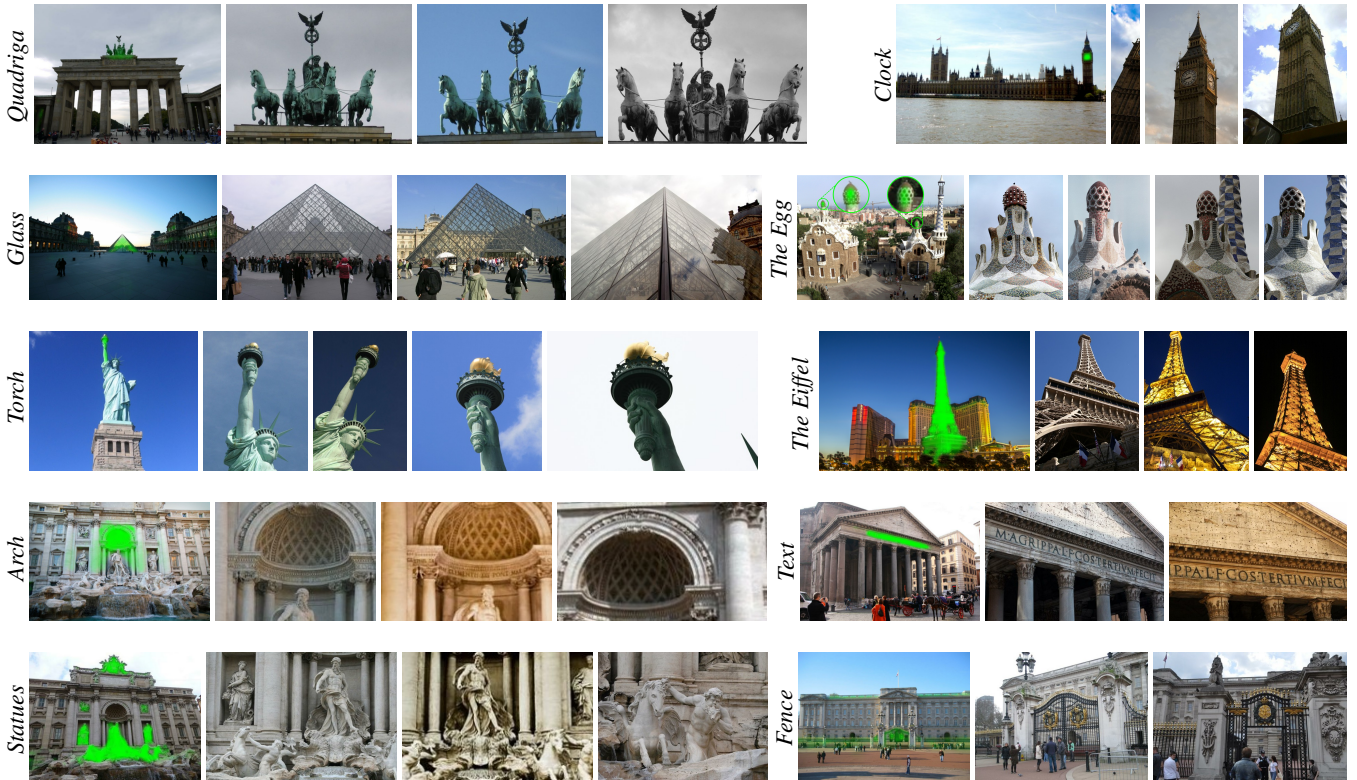 Quadriga
Clock
Glass
The Egg
Torch
The Eiffel
Arch
Text
M·AGRIPPA·L·F·COS·TERTIVM·FECIT
PPA·L·F·COS·TERTIVM·FECIT
Statues
Fence